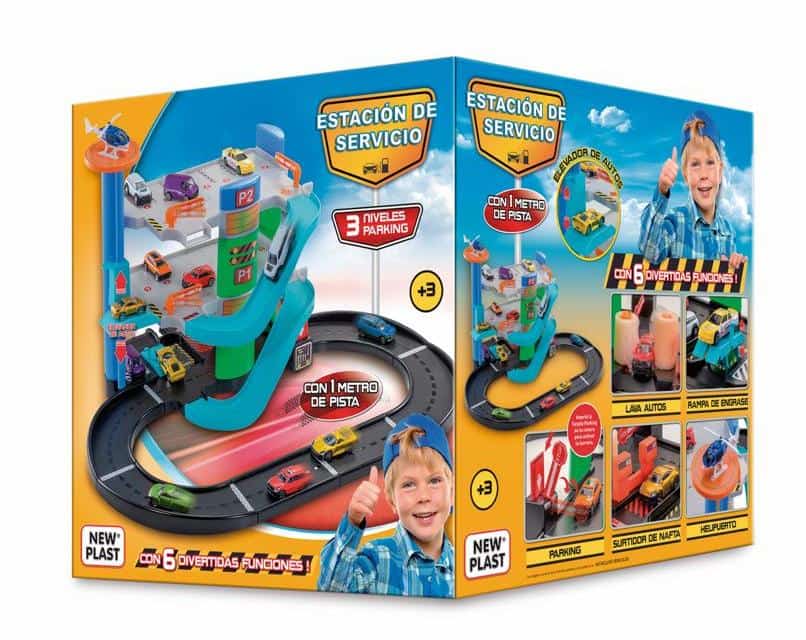 ESTACIÓN DE
SERVICIO
3 NIVELES
PARKING
+3
P2
P1
CON 1 METRO
DE PISTA
NEW
PLAST
CON 6 DIVERTIDAS FUNCIONES !
ESTACIÓN DE
SERVICIO
ELEVADOR DE AUTOS
CON 1 METRO
DE PISTA
CON 6 DIVERTIDAS FUNCIONES !
LAVA AUTOS
RAMPA DE ENGRASE
+3
NEW
PLAST
PARKING
SURTIDOR DE NAFTA
HELIPUERTO